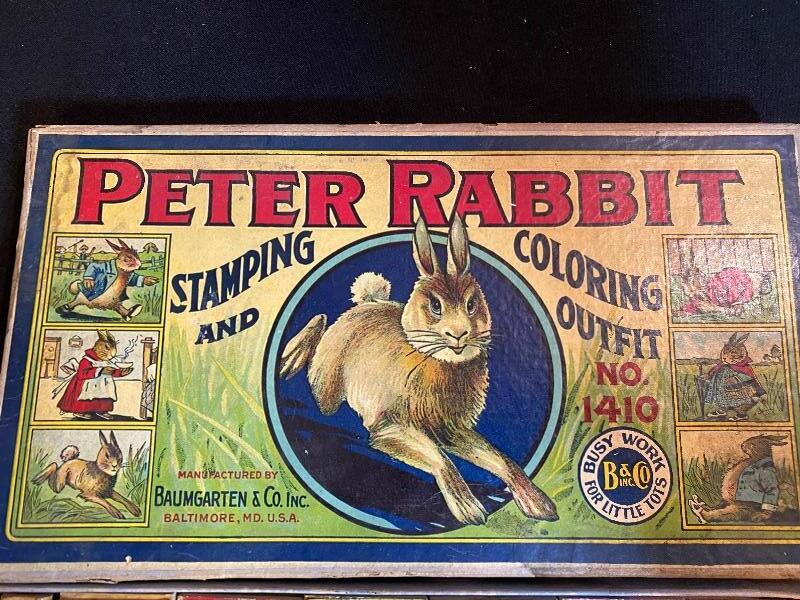 PETER RABBIT
STAMPING
AND
COLORING
OUTFIT
NO.
1410
MANUFACTURED BY
BAUMGARTEN & CO. INC.
BALTIMORE, MD. U.S.A.
BUSY WORK
B & CO
INC.
FOR LITTLE TOTS